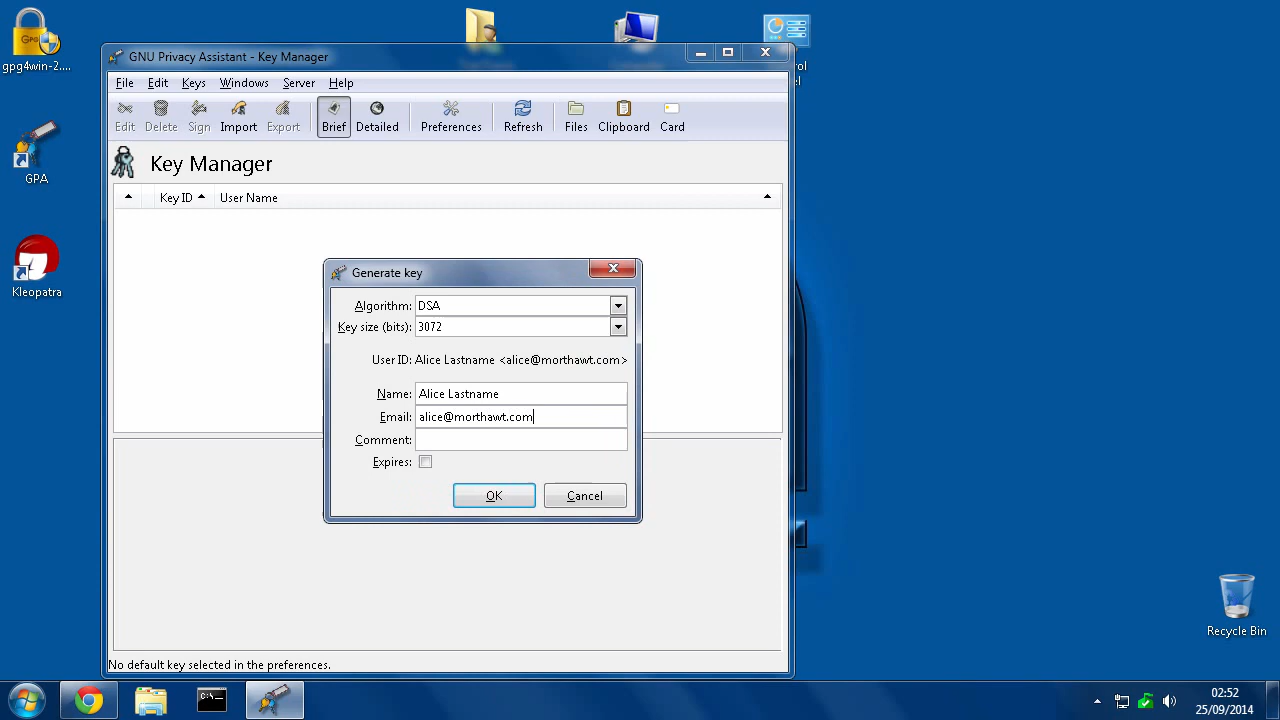 GPG
gpg4win-2....
GPA
Kleopatra
GNU Privacy Assistant - Key Manager
File Edit Keys Windows Server Help
Edit Delete Sign Import Export Brief Detailed Preferences Refresh Files Clipboard Card
Key Manager
Key ID User Name
Generate key
Algorithm: DSA
Key size (bits): 3072
User ID: Alice Lastname <alice@morthawt.com>
Name: Alice Lastname
Email: alice@morthawt.com
Comment:
Expires:
OK Cancel
No default key selected in the preferences.
Recycle Bin
C:\.
02:52
25/09/2014